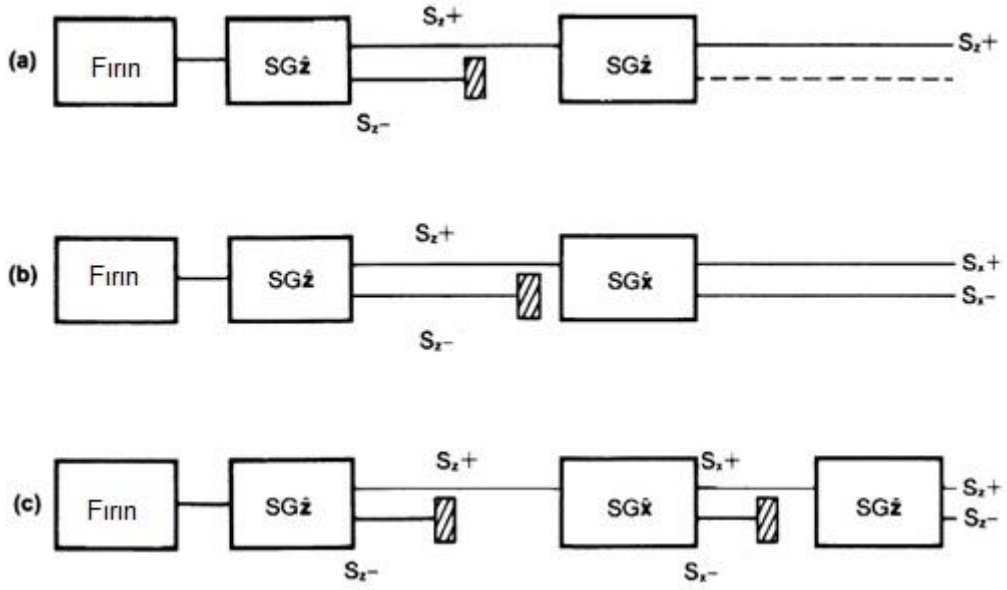 S𝗓+
(a) Fırın SGẑ SGẑ S𝗓+
S𝗓−
S𝗓+
(b) Fırın SGẑ SGx̂ Sₓ+
Sₓ−
S𝗓−
S𝗓+ Sₓ+
(c) Fırın SGẑ SGx̂ SGẑ S𝗓+
S𝗓−
S𝗓− Sₓ−